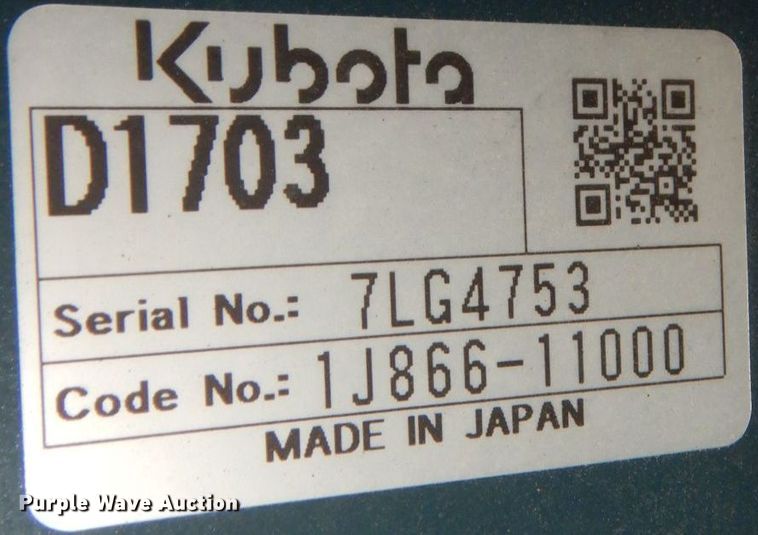 Kubota
D1703
Serial No.: 7LG4753
Code No.: 1J866-11000
MADE IN JAPAN
Purple Wave Auction